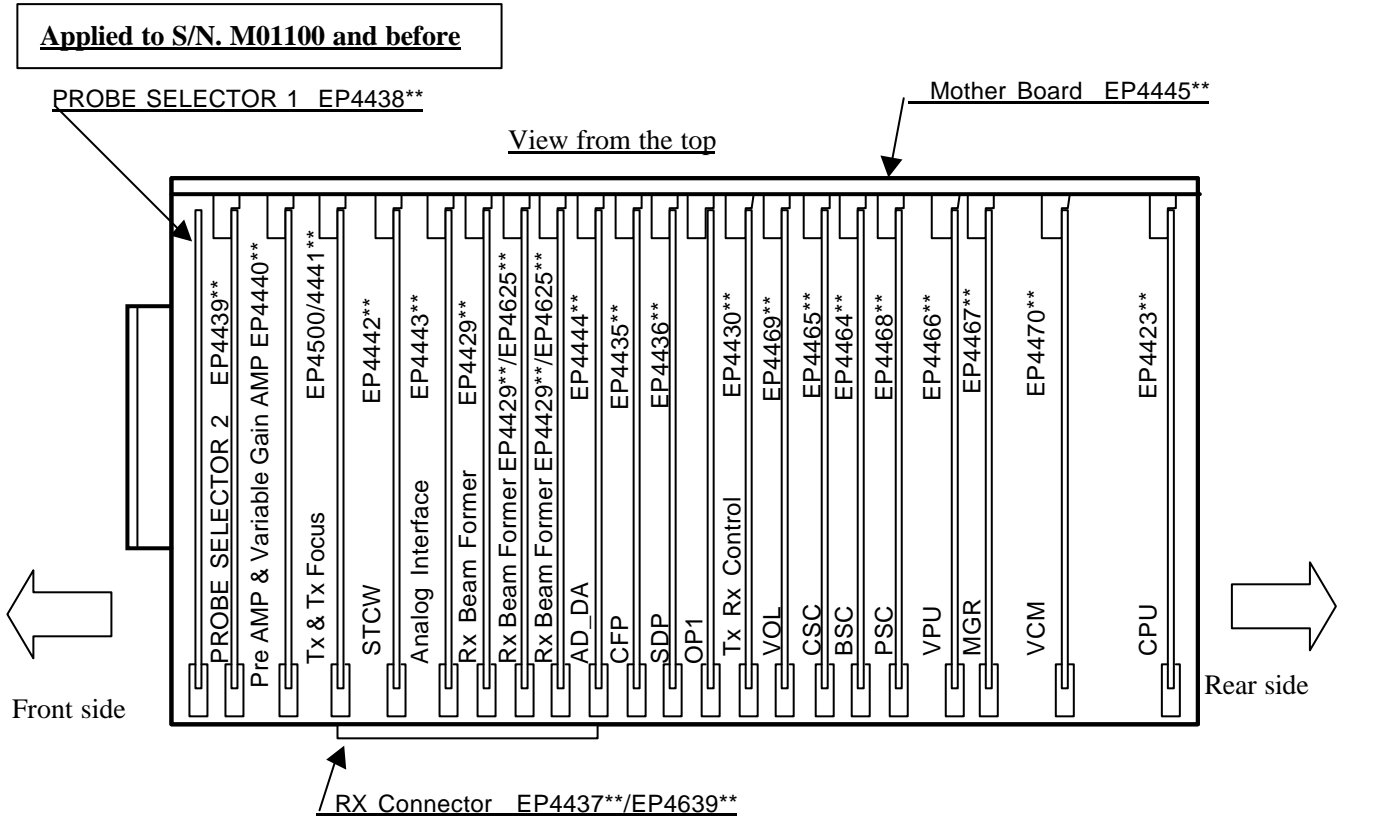 Applied to S/N. M01100 and before
PROBE SELECTOR 1 EP4438**
Mother Board EP4445**
View from the top
PROBE SELECTOR 2 EP4439**
Pre AMP & Variable Gain AMP EP4440**
Tx & Tx Focus EP4500/4441**
STCW EP4442**
Analog Interface EP4443**
Rx Beam Former EP4429**
Rx Beam Former EP4429**/EP4625**
Rx Beam Former EP4429**/EP4625**
AD_DA EP4444**
CFP EP4435**
SDP EP4436**
OP1
Tx Rx Control EP4430**
VOL EP4469**
CSC EP4465**
BSC EP4464**
PSC EP4468**
VPU EP4466**
MGR EP4467**
VCM EP4470**
CPU EP4423**
Front side
Rear side
RX Connector EP4437**/EP4639**